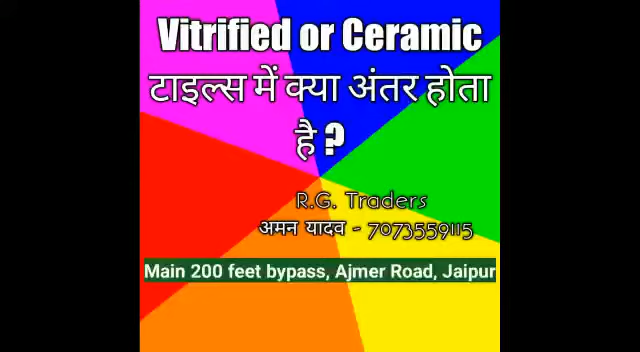 Vitrified or Ceramic
टाइल्स में क्या अंतर होता
है ?
R.G. Traders
अमन यादव - 7073559115
Main 200 feet bypass, Ajmer Road, Jaipur